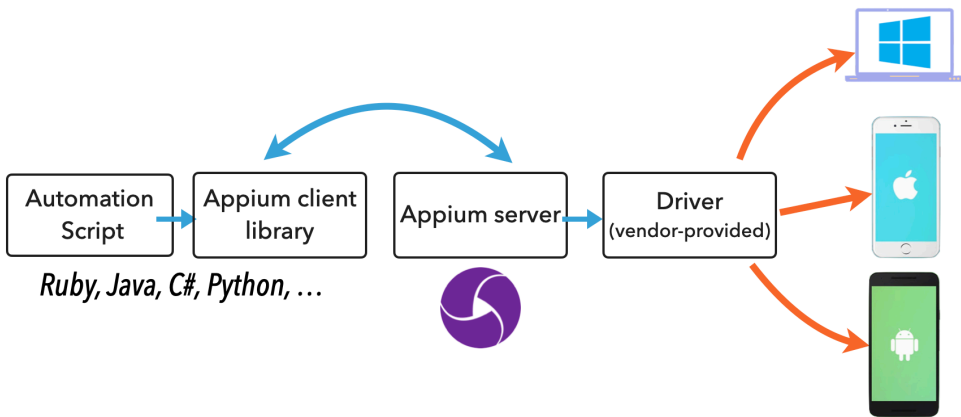 Automation
Script
Appium client
library
Appium server
Driver
(vendor-provided)
Ruby, Java, C#, Python, ...